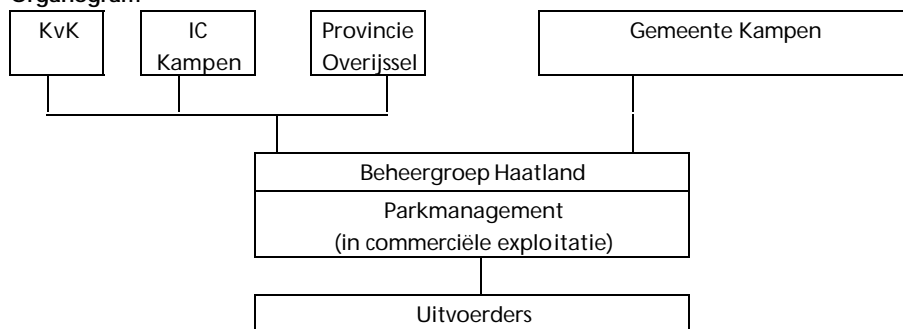 Organogram
KvK
IC
Kampen
Provincie
Overijssel
Gemeente Kampen
Beheergroep Haatland
Parkmanagement
(in commerciële exploitatie)
Uitvoerders